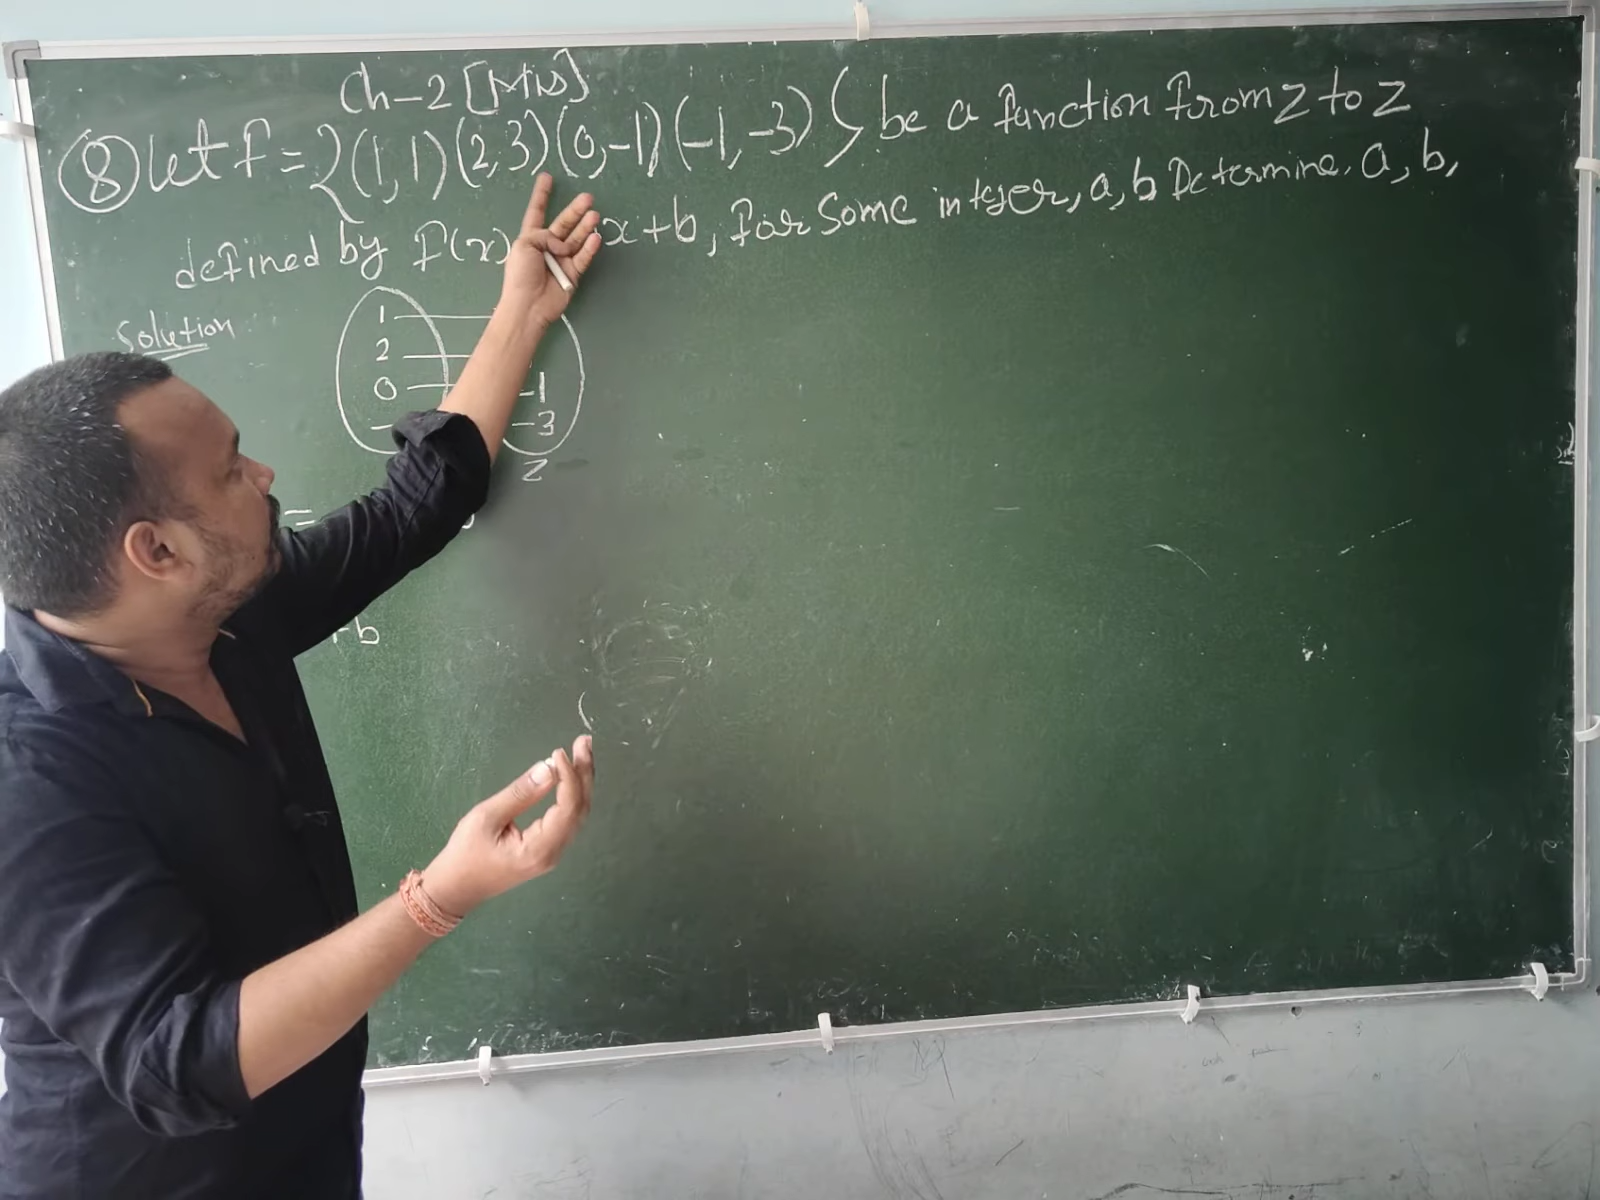 Ch-2 [Mis]
8 Let f = {(1,1) (2,3) (0,-1) (-1,-3)} be a function from Z to Z
defined by f(x) x+b, for some integer, a, b Determine, a, b,
Solution
1
2
0 -1
- -3
Z
=
+b